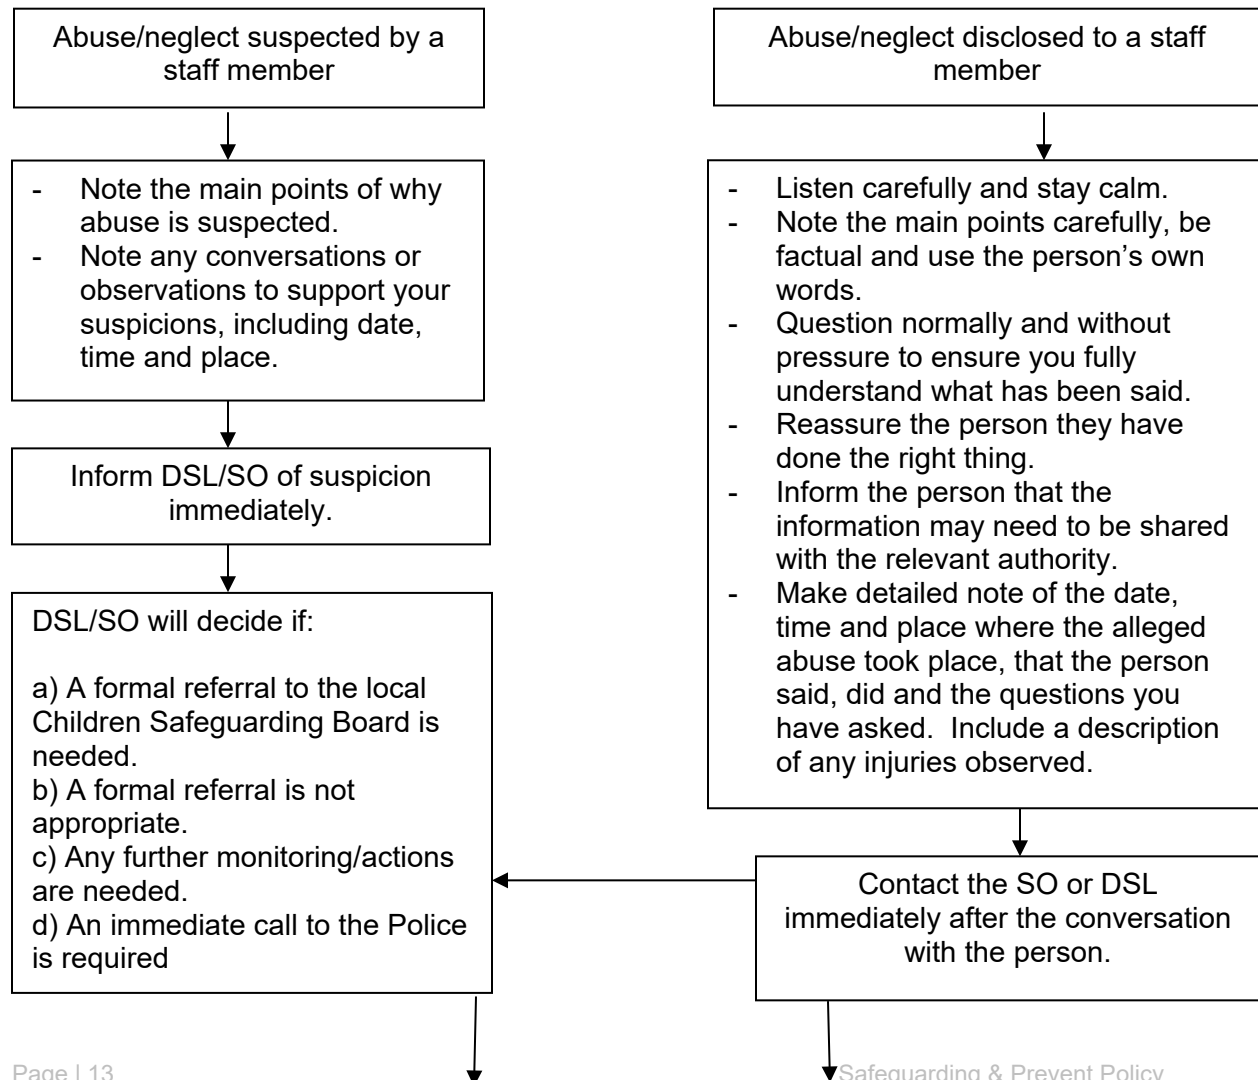 Abuse/neglect suspected by a
staff member
Note the main points of why
abuse is suspected.
Note any conversations or
observations to support your
suspicions, including date,
time and place.
Inform DSL/SO of suspicion
immediately.
DSL/SO will decide if:
a) A formal referral to the local
Children Safeguarding Board is
needed.
b) A formal referral is not
appropriate.
c) Any further monitoring/actions
are needed.
d) An immediate call to the Police
is required
Abuse/neglect disclosed to a staff
member
- Listen carefully and stay calm.
- Note the main points carefully, be
factual and use the person’s own
words.
- Question normally and without
pressure to ensure you fully
understand what has been said.
- Reassure the person they have
done the right thing.
- Inform the person that the
information may need to be shared
with the relevant authority.
- Make detailed note of the date,
time and place where the alleged
abuse took place, that the person
said, did and the questions you
have asked.  Include a description
of any injuries observed.
Contact the SO or DSL
immediately after the conversation
with the person.
Page | 13
Safeguarding & Prevent Policy